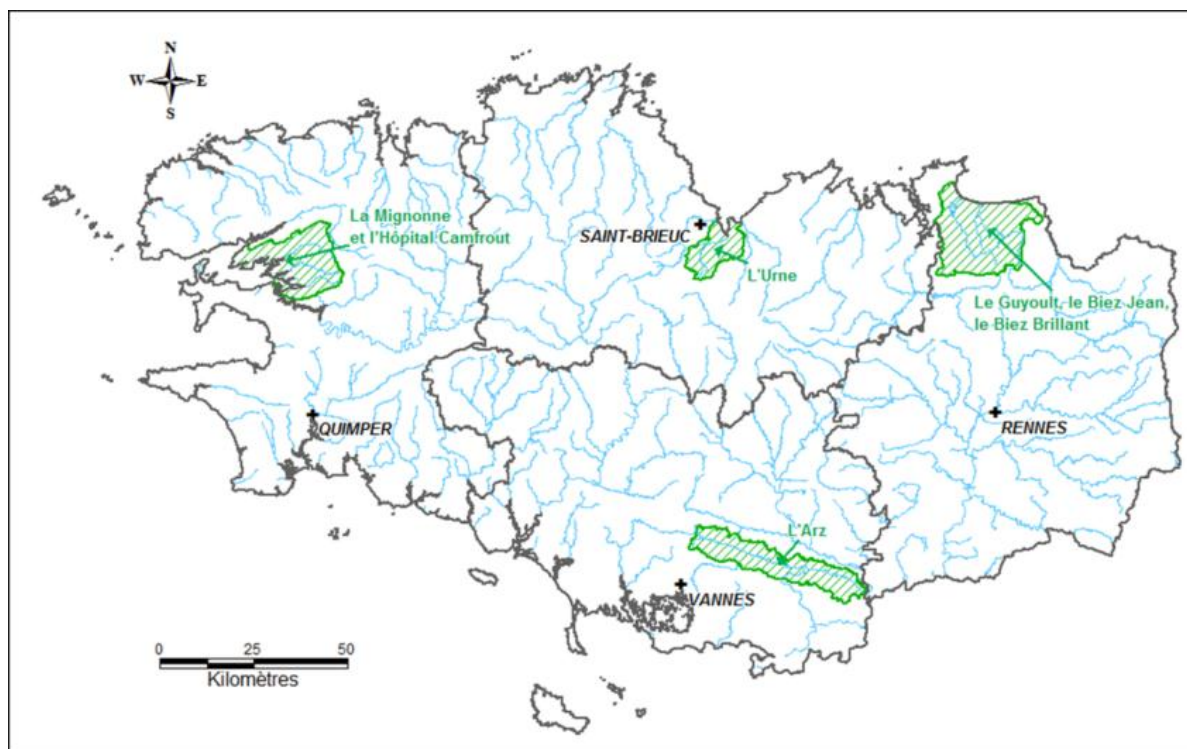 N
W E
S
La Mignonne
et l'Hôpital Camfrout
SAINT-BRIEUC
L'Urne
Le Guyoult, le Biez Jean,
le Biez Brillant
QUIMPER
RENNES
L'Arz
VANNES
0 25 50
Kilomètres